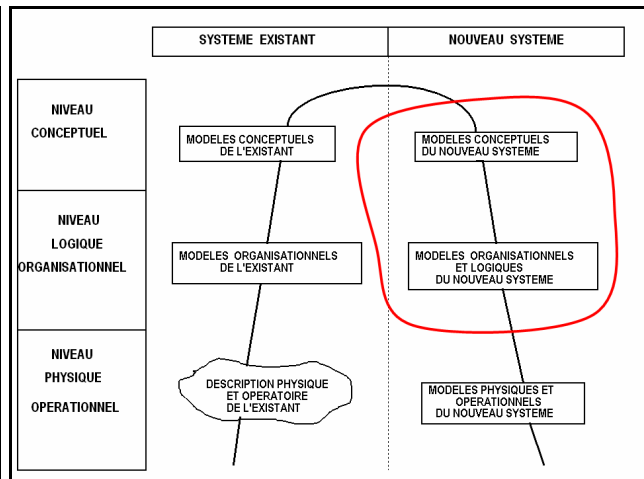 SYSTEME EXISTANT
NOUVEAU SYSTEME
NIVEAU
CONCEPTUEL
MODELES CONCEPTUELS
DE L'EXISTANT
MODELES CONCEPTUELS
DU NOUVEAU SYSTEME
NIVEAU
LOGIQUE
ORGANISATIONNEL
MODELES ORGANISATIONNELS
DE L'EXISTANT
MODELES ORGANISATIONNELS
ET LOGIQUES
DU NOUVEAU SYSTEME
NIVEAU
PHYSIQUE
OPERATIONNEL
DESCRIPTION PHYSIQUE
ET OPERATOIRE
DE L'EXISTANT
MODELES PHYSIQUES ET
OPERATIONNELS
DU NOUVEAU SYSTEME